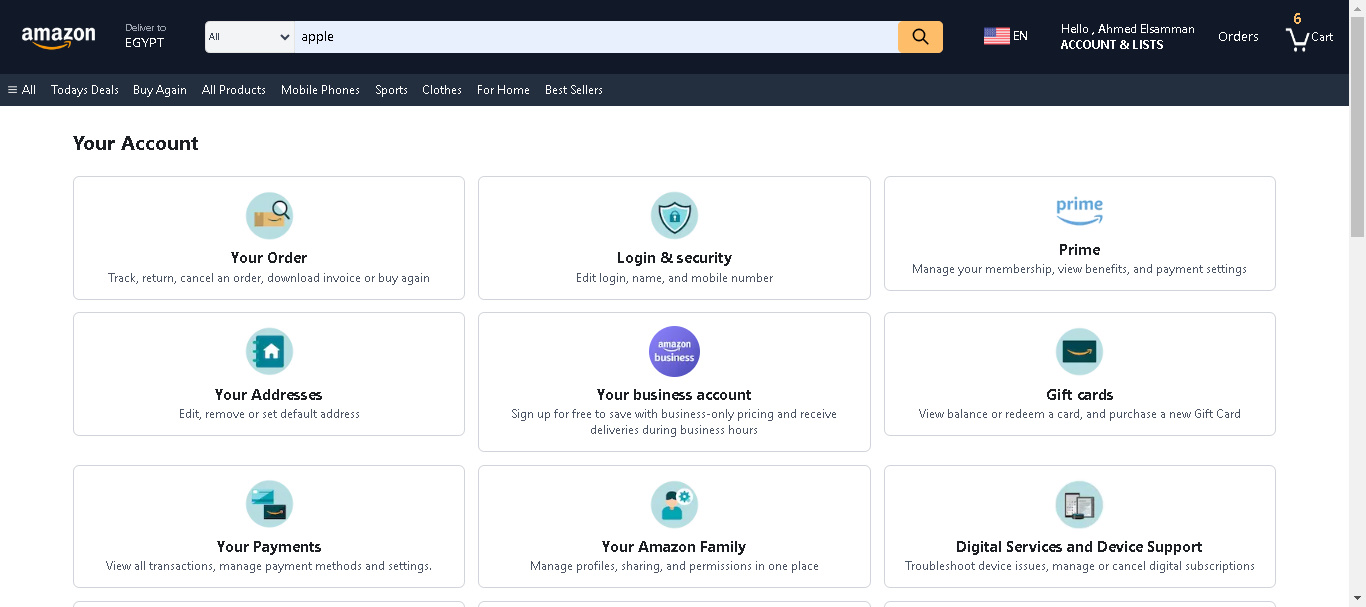 amazon
Deliver to
EGYPT
All
apple
EN
Hello , Ahmed Elsamman
ACCOUNT & LISTS
Orders
6
Cart
All
Todays Deals
Buy Again
All Products
Mobile Phones
Sports
Clothes
For Home
Best Sellers
Your Account
Your Order
Track, return, cancel an order, download invoice or buy again
Login & security
Edit login, name, and mobile number
prime
Prime
Manage your membership, view benefits, and payment settings
Your Addresses
Edit, remove or set default address
amazon
business
Your business account
Sign up for free to save with business-only pricing and receive
deliveries during business hours
Gift cards
View balance or redeem a card, and purchase a new Gift Card
Your Payments
View all transactions, manage payment methods and settings.
Your Amazon Family
Manage profiles, sharing, and permissions in one place
Digital Services and Device Support
Troubleshoot device issues, manage or cancel digital subscriptions